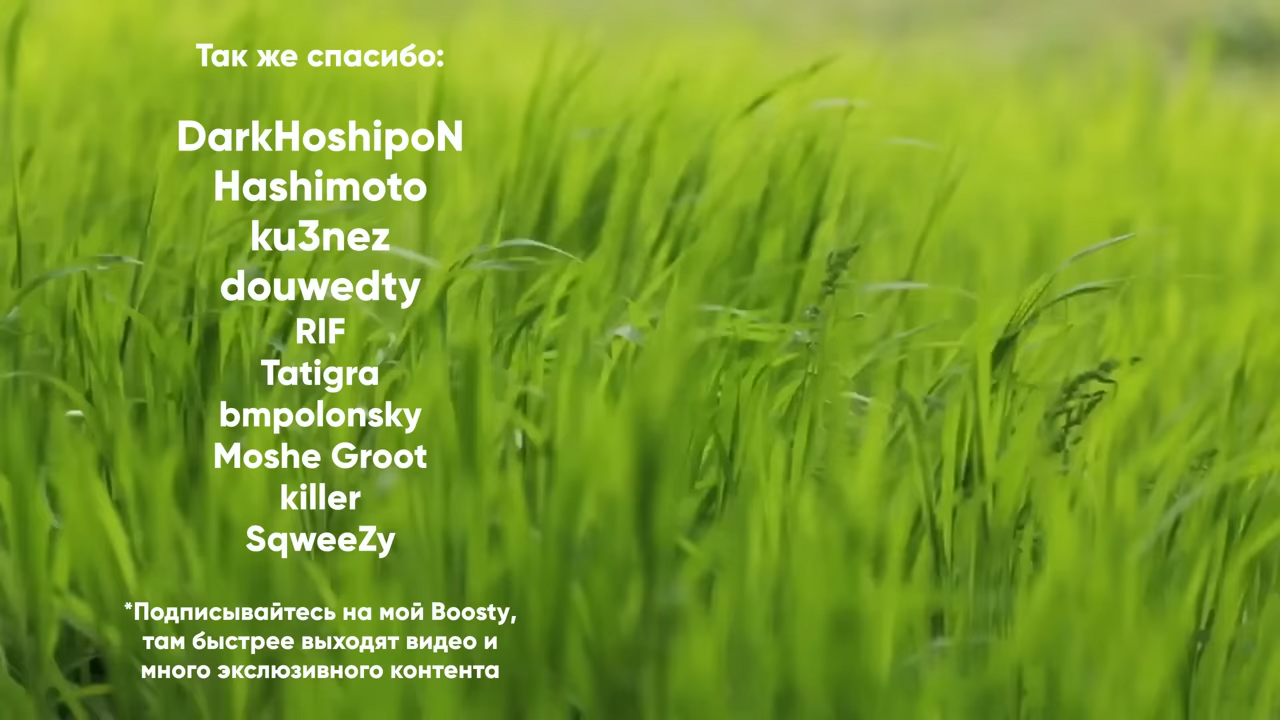 Так же спасибо:
DarkHoshipoN
Hashimoto
ku3nez
douwedty
RIF
Tatigra
bmpolonsky
Moshe Groot
killer
SqweeZy
*Подписывайтесь на мой Boosty,
там быстрее выходят видео и
много экслюзивного контента